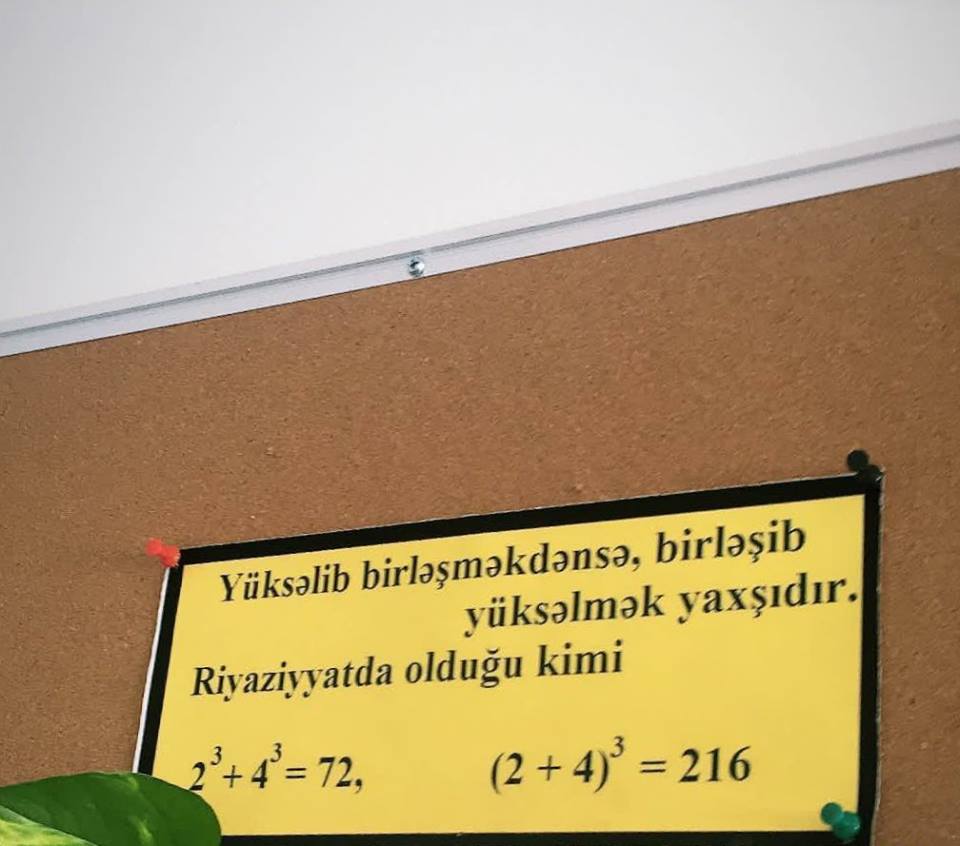 Yüksəlib birləşməkdənsə, birləşib
yüksəlmək yaxşıdır.
Riyaziyyatda olduğu kimi
2³+ 4³= 72, (2 + 4)³ = 216